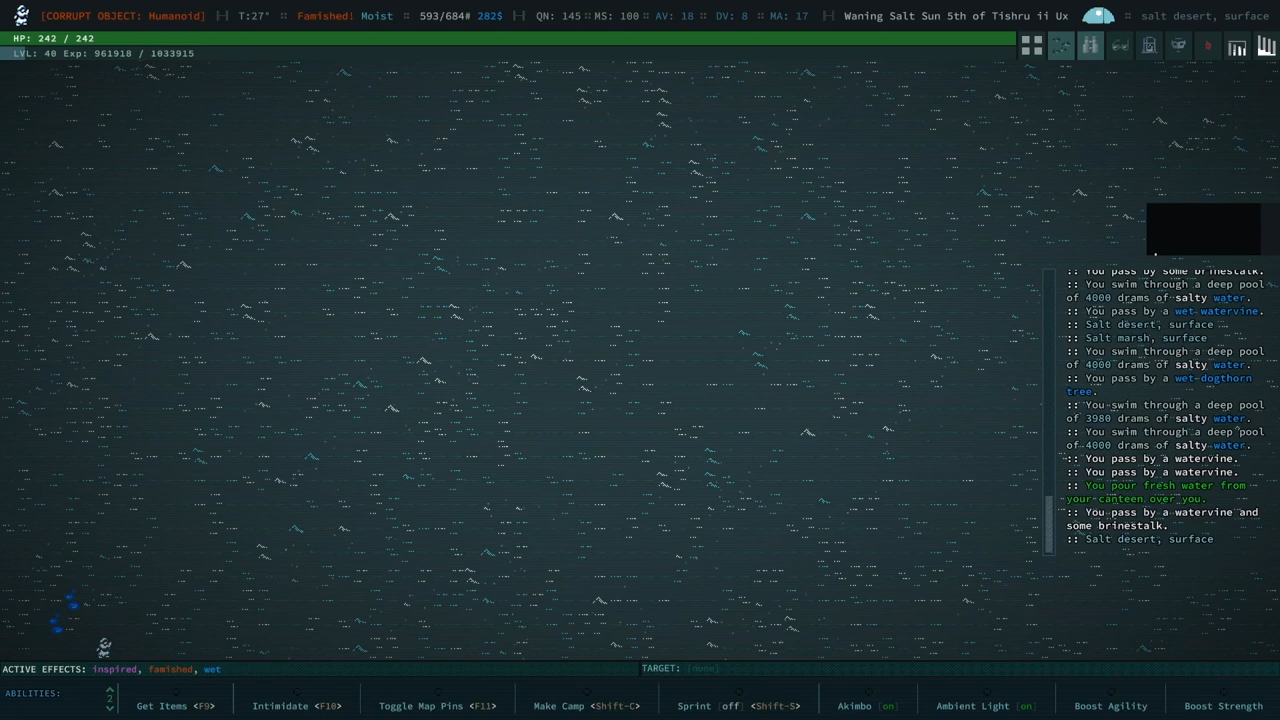 [CORRUPT OBJECT: Humanoid] T:27° :: Famished! Moist :: 593/684# 282$ QN: 145 :: MS: 100 :: AV: 18 :: DV: 8 :: MA: 17 Waning Salt Sun 5th of Tishru ii Ux :: salt desert, surface
HP: 242 / 242
LVL: 40 Exp: 961918 / 1033915
:: You pass by some brinestalk.
:: You swim through a deep pool
of 4000 drams of salty water.
:: You pass by a wet watervine.
:: Salt desert, surface
:: Salt marsh, surface
:: You swim through a deep pool
of 4000 drams of salty water.
:: You pass by a wet dogthorn
tree.
:: You swim through a deep pool
of 3980 drams of salty water.
:: You swim through a deep pool
of 4000 drams of salty water.
:: You pass by a watervine.
:: You pass by a watervine.
:: You pour fresh water from
your canteen over you.
:: You pass by a watervine and
some brinestalk.
:: Salt desert, surface
ACTIVE EFFECTS: inspired, famished, wet TARGET: [none]
ABILITIES: 2 Get Items <F9> Intimidate <F10> Toggle Map Pins <F11> Make Camp <Shift-C> Sprint [off] <Shift-S> Akimbo [on] Ambient Light [on] Boost Agility Boost Strength